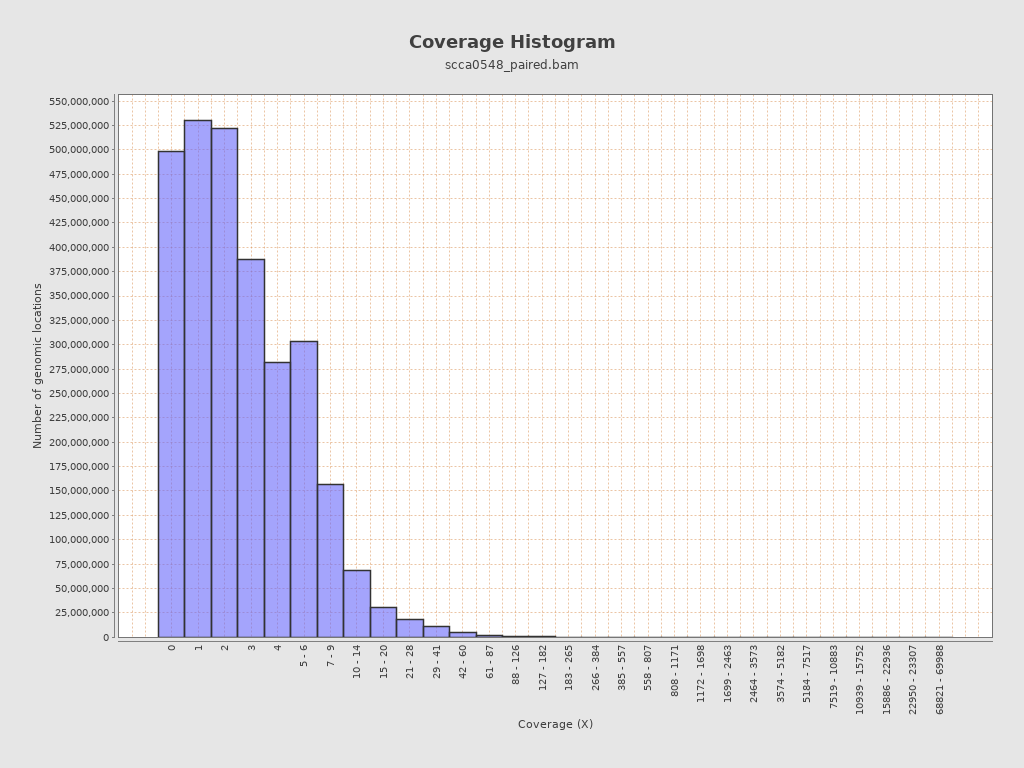 Coverage Histogram
scca0548_paired.bam
Number of genomic locations
550,000,000
525,000,000
500,000,000
475,000,000
450,000,000
425,000,000
400,000,000
375,000,000
350,000,000
325,000,000
300,000,000
275,000,000
250,000,000
225,000,000
200,000,000
175,000,000
150,000,000
125,000,000
100,000,000
75,000,000
50,000,000
25,000,000
0
0
1
2
3
4
5 - 6
7 - 9
10 - 14
15 - 20
21 - 28
29 - 41
42 - 60
61 - 87
88 - 126
127 - 182
183 - 265
266 - 384
385 - 557
558 - 807
808 - 1171
1172 - 1698
1699 - 2463
2464 - 3573
3574 - 5182
5184 - 7517
7519 - 10883
10939 - 15752
15886 - 22936
22950 - 23307
68821 - 69988
Coverage (X)